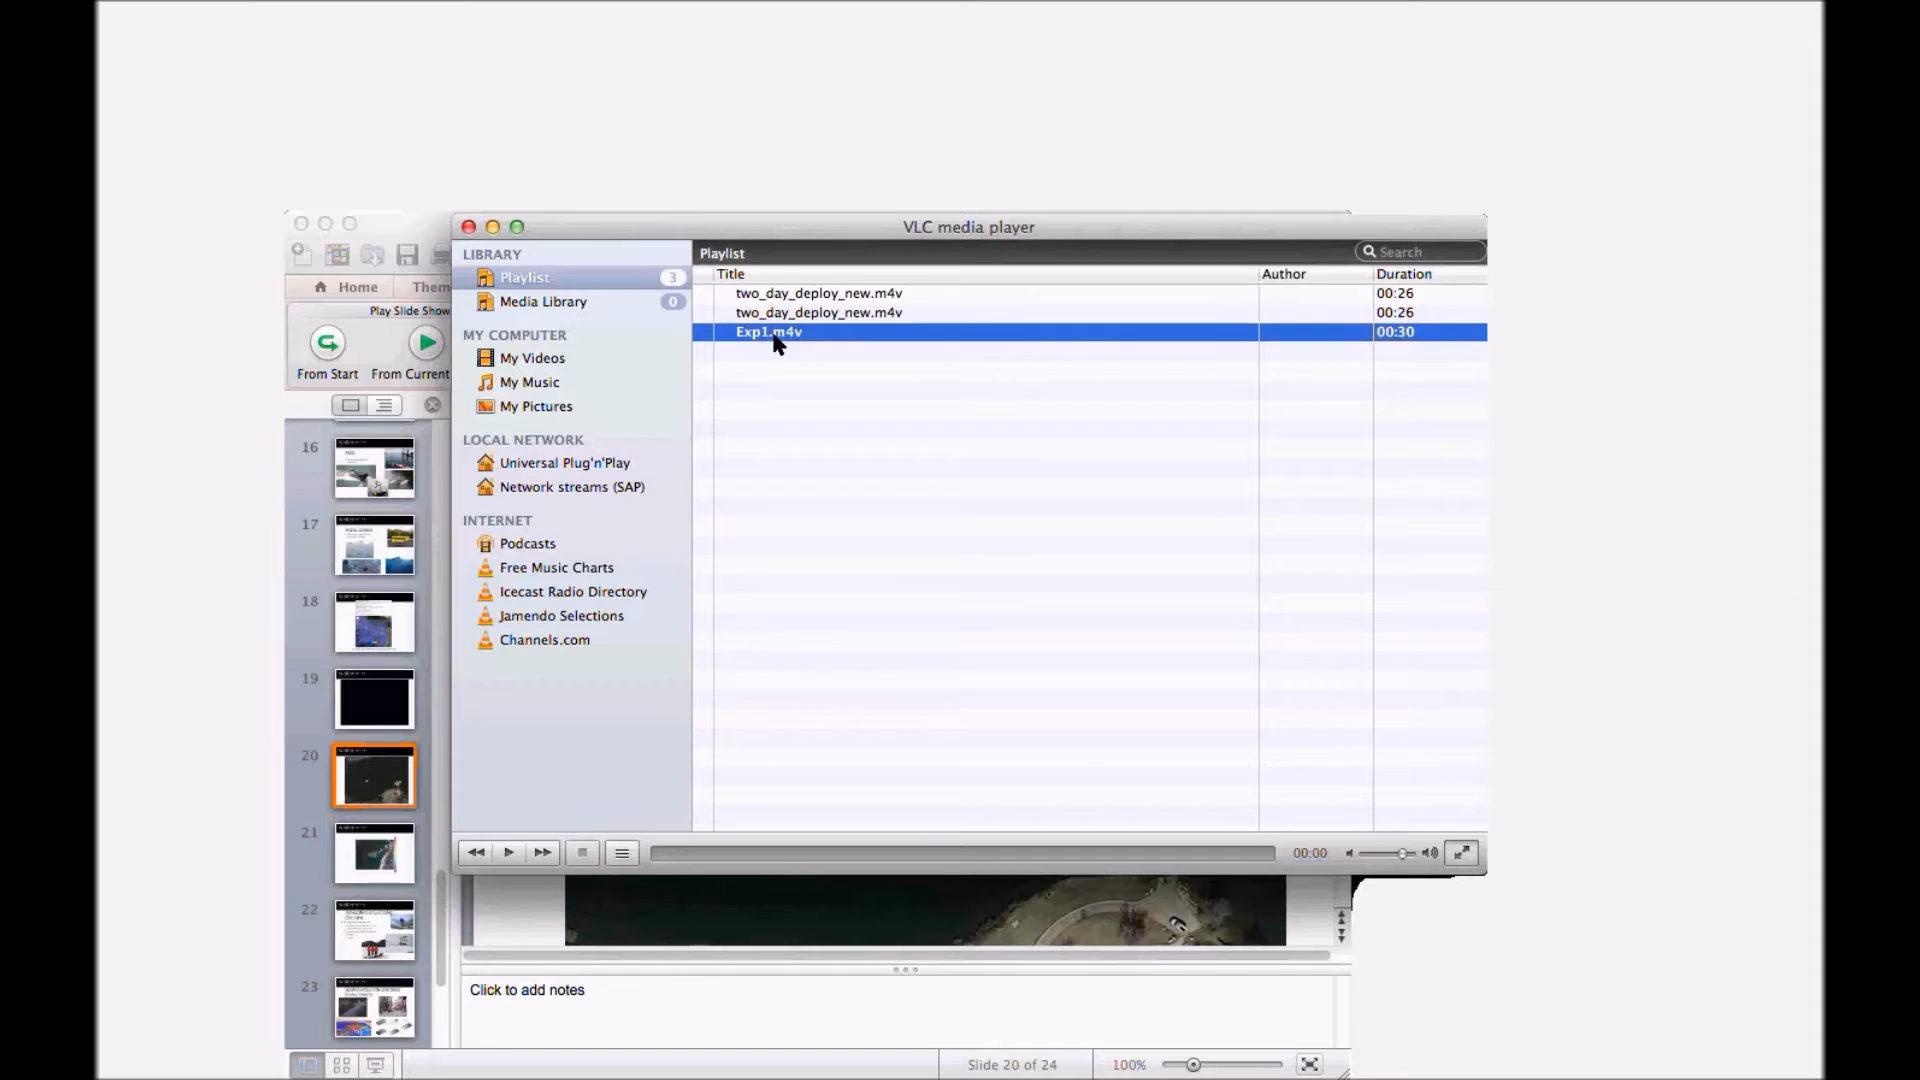 VLC media player
LIBRARY
Playlist 3
Media Library 0
MY COMPUTER
My Videos
My Music
My Pictures
LOCAL NETWORK
Universal Plug'n'Play
Network streams (SAP)
INTERNET
Podcasts
Free Music Charts
Icecast Radio Directory
Jamendo Selections
Channels.com
Playlist Search
Title Author Duration
two_day_deploy_new.m4v 00:26
two_day_deploy_new.m4v 00:26
Exp1.m4v 00:30
00:00
Home Them
Play Slide Show
From Start From Current
16
17
18
19
20
21
22
23
Click to add notes
Slide 20 of 24 100%